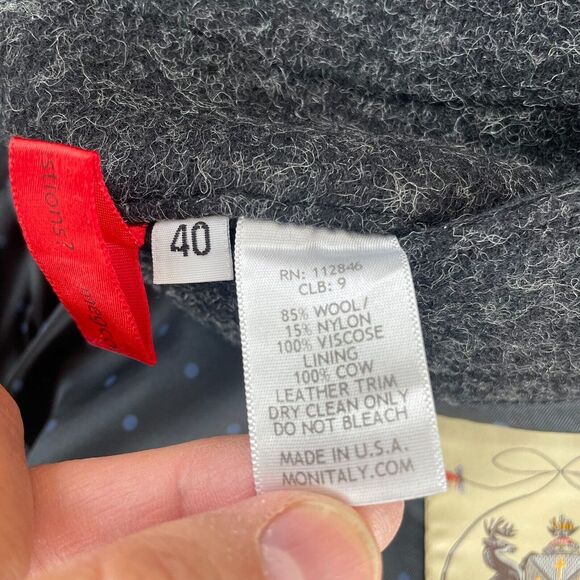 stions?
40
RN: 112846
CLB: 9
85% WOOL/
15% NYLON
100% VISCOSE
LINING
100% COW
LEATHER TRIM
DRY CLEAN ONLY
DO NOT BLEACH
MADE IN U.S.A.
MONITALY.COM